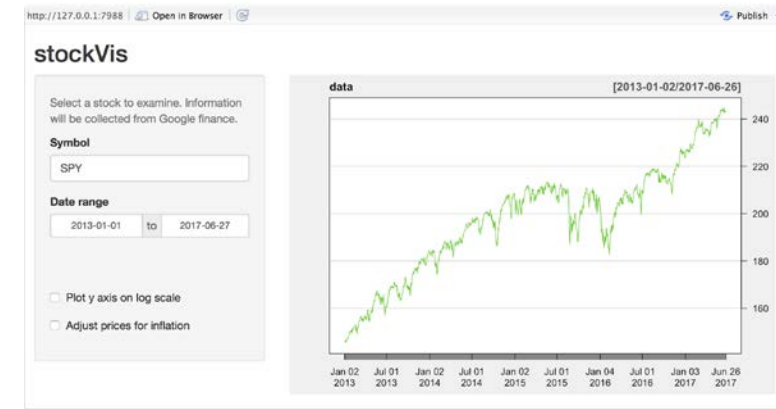 http://127.0.0.1:7988 Open in Browser Publish
stockVis
Select a stock to examine. Information
will be collected from Google finance.
Symbol
SPY
Date range
2013-01-01 to 2017-06-27
Plot y axis on log scale
Adjust prices for inflation
data [2013-01-02/2017-06-26]
240
220
200
180
160
Jan 02 Jul 01 Jan 02 Jul 01 Jan 02 Jul 01 Jan 04 Jul 01 Jan 03 Jun 26
2013 2013 2014 2014 2015 2015 2016 2016 2017 2017